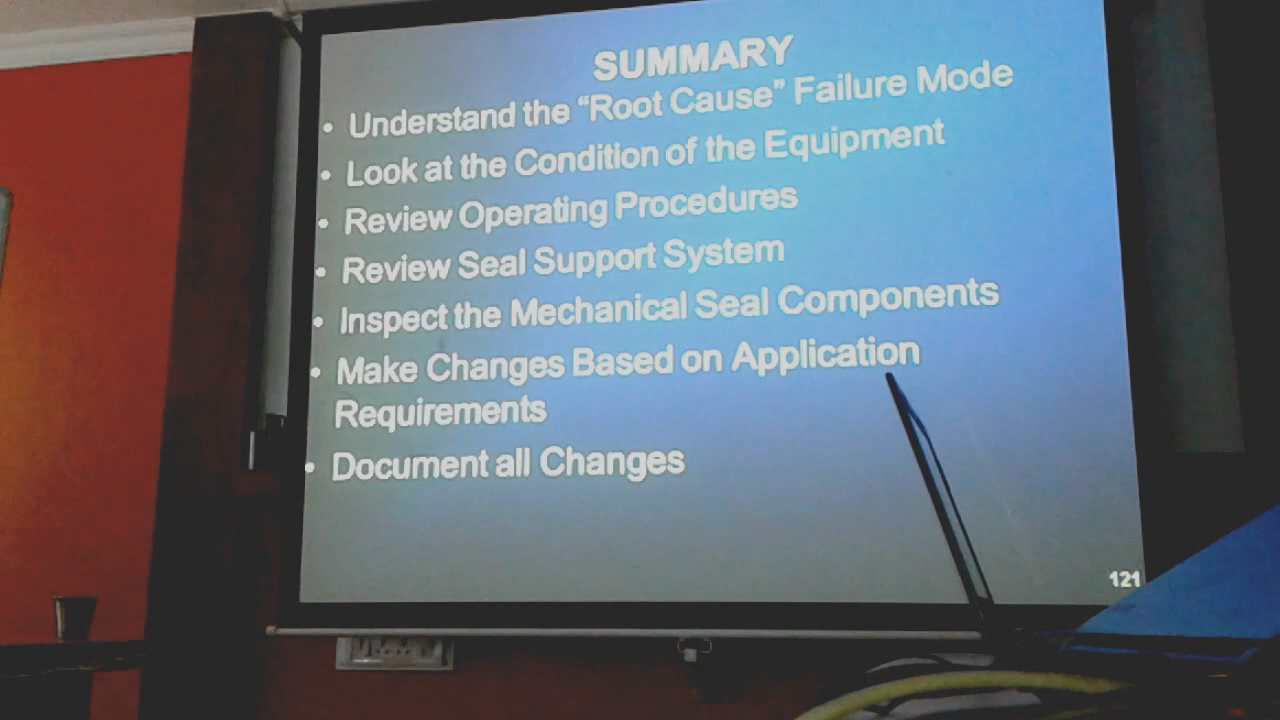 SUMMARY
• Understand the “Root Cause” Failure Mode
• Look at the Condition of the Equipment
• Review Operating Procedures
• Review Seal Support System
• Inspect the Mechanical Seal Components
• Make Changes Based on Application
Requirements
• Document all Changes
121